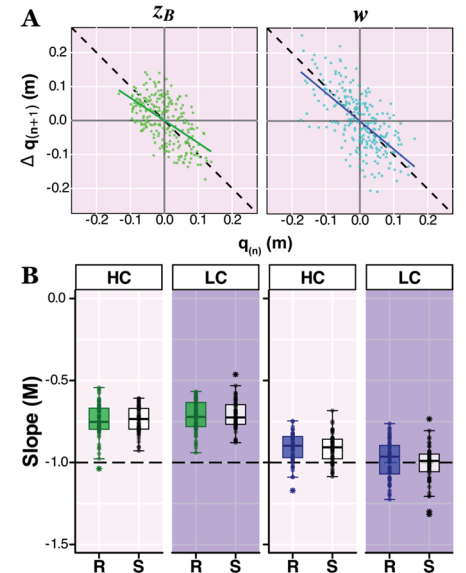 A
z_B
w
Δ q_(n+1) (m)
0.2
0.1
0.0
-0.1
-0.2
-0.2 -0.1 0.0 0.1 0.2
-0.2 -0.1 0.0 0.1 0.2
q_(n) (m)
B
HC LC HC LC
Slope (M)
0.0
-0.5
-1.0
-1.5
R S R S R S R S